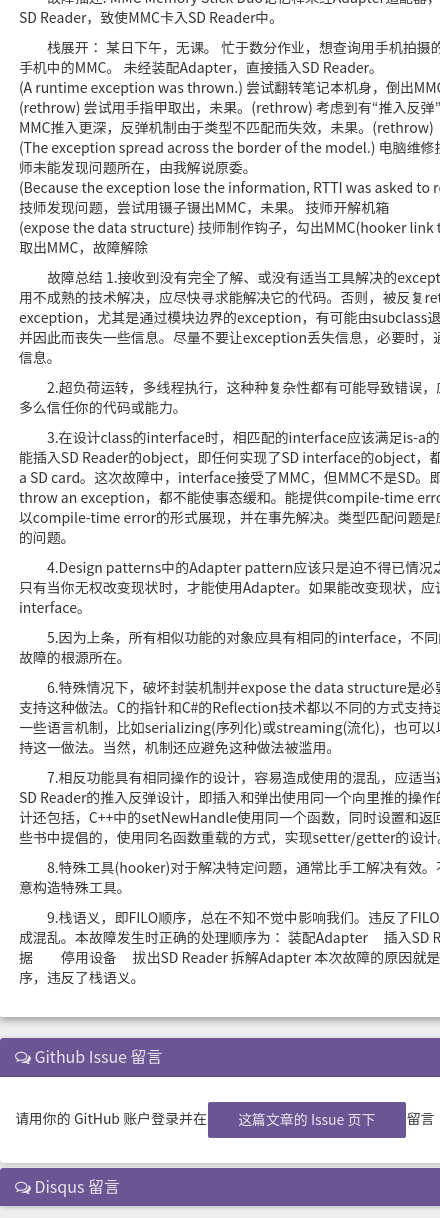 SD Reader，致使MMC卡入SD Reader中。
栈展开： 某日下午，无课。 忙于数分作业，想查询用手机拍摄的
手机中的MMC。 未经装配Adapter，直接插入SD Reader。
(A runtime exception was thrown.) 尝试翻转笔记本机身，倒出MMC
(rethrow) 尝试用手指甲取出，未果。(rethrow) 考虑到有“推入反弹”
MMC推入更深，反弹机制由于类型不匹配而失效，未果。(rethrow)
(The exception spread across the border of the model.) 电脑维修技
师未能发现问题所在，由我解说原委。
(Because the exception lose the information, RTTI was asked to re
技师发现问题，尝试用镊子镊出MMC，未果。 技师开解机箱
(expose the data structure) 技师制作钩子，勾出MMC(hooker link t
取出MMC，故障解除
故障总结 1.接收到没有完全了解、或没有适当工具解决的except
用不成熟的技术解决，应尽快寻求能解决它的代码。否则，被反复ret
exception，尤其是通过模块边界的exception，有可能由subclass退
并因此而丧失一些信息。尽量不要让exception丢失信息，必要时，通
信息。
2.超负荷运转，多线程执行，这种种复杂性都有可能导致错误，应
多么信任你的代码或能力。
3.在设计class的interface时，相匹配的interface应该满足is-a的
能插入SD Reader的object，即任何实现了SD interface的object，都
a SD card。这次故障中，interface接受了MMC，但MMC不是SD。即
throw an exception，都不能使事态缓和。能提供compile-time erro
以compile-time error的形式展现，并在事先解决。类型匹配问题是应
的问题。
4.Design patterns中的Adapter pattern应该只是迫不得已情况之
只有当你无权改变现状时，才能使用Adapter。如果能改变现状，应该
interface。
5.因为上条，所有相似功能的对象应具有相同的interface，不同
故障的根源所在。
6.特殊情况下，破坏封装机制并expose the data structure是必要
支持这种做法。C的指针和C#的Reflection技术都以不同的方式支持这
一些语言机制，比如serializing(序列化)或streaming(流化)，也可以以
持这一做法。当然，机制还应避免这种做法被滥用。
7.相反功能具有相同操作的设计，容易造成使用的混乱，应适当避
SD Reader的推入反弹设计，即插入和弹出使用同一个向里推的操作的
计还包括，C++中的setNewHandle使用同一个函数，同时设置和返回
些书中提倡的，使用同名函数重载的方式，实现setter/getter的设计。
8.特殊工具(hooker)对于解决特定问题，通常比手工解决有效。不
意构造特殊工具。
9.栈语义，即FILO顺序，总在不知不觉中影响我们。违反了FILO
成混乱。本故障发生时正确的处理顺序为： 装配Adapter 插入SD R
据 停用设备 拔出SD Reader 拆解Adapter 本次故障的原因就是
序，违反了栈语义。
Github Issue 留言
请用你的 GitHub 账户登录并在 这篇文章的 Issue 页下 留言
Disqus 留言